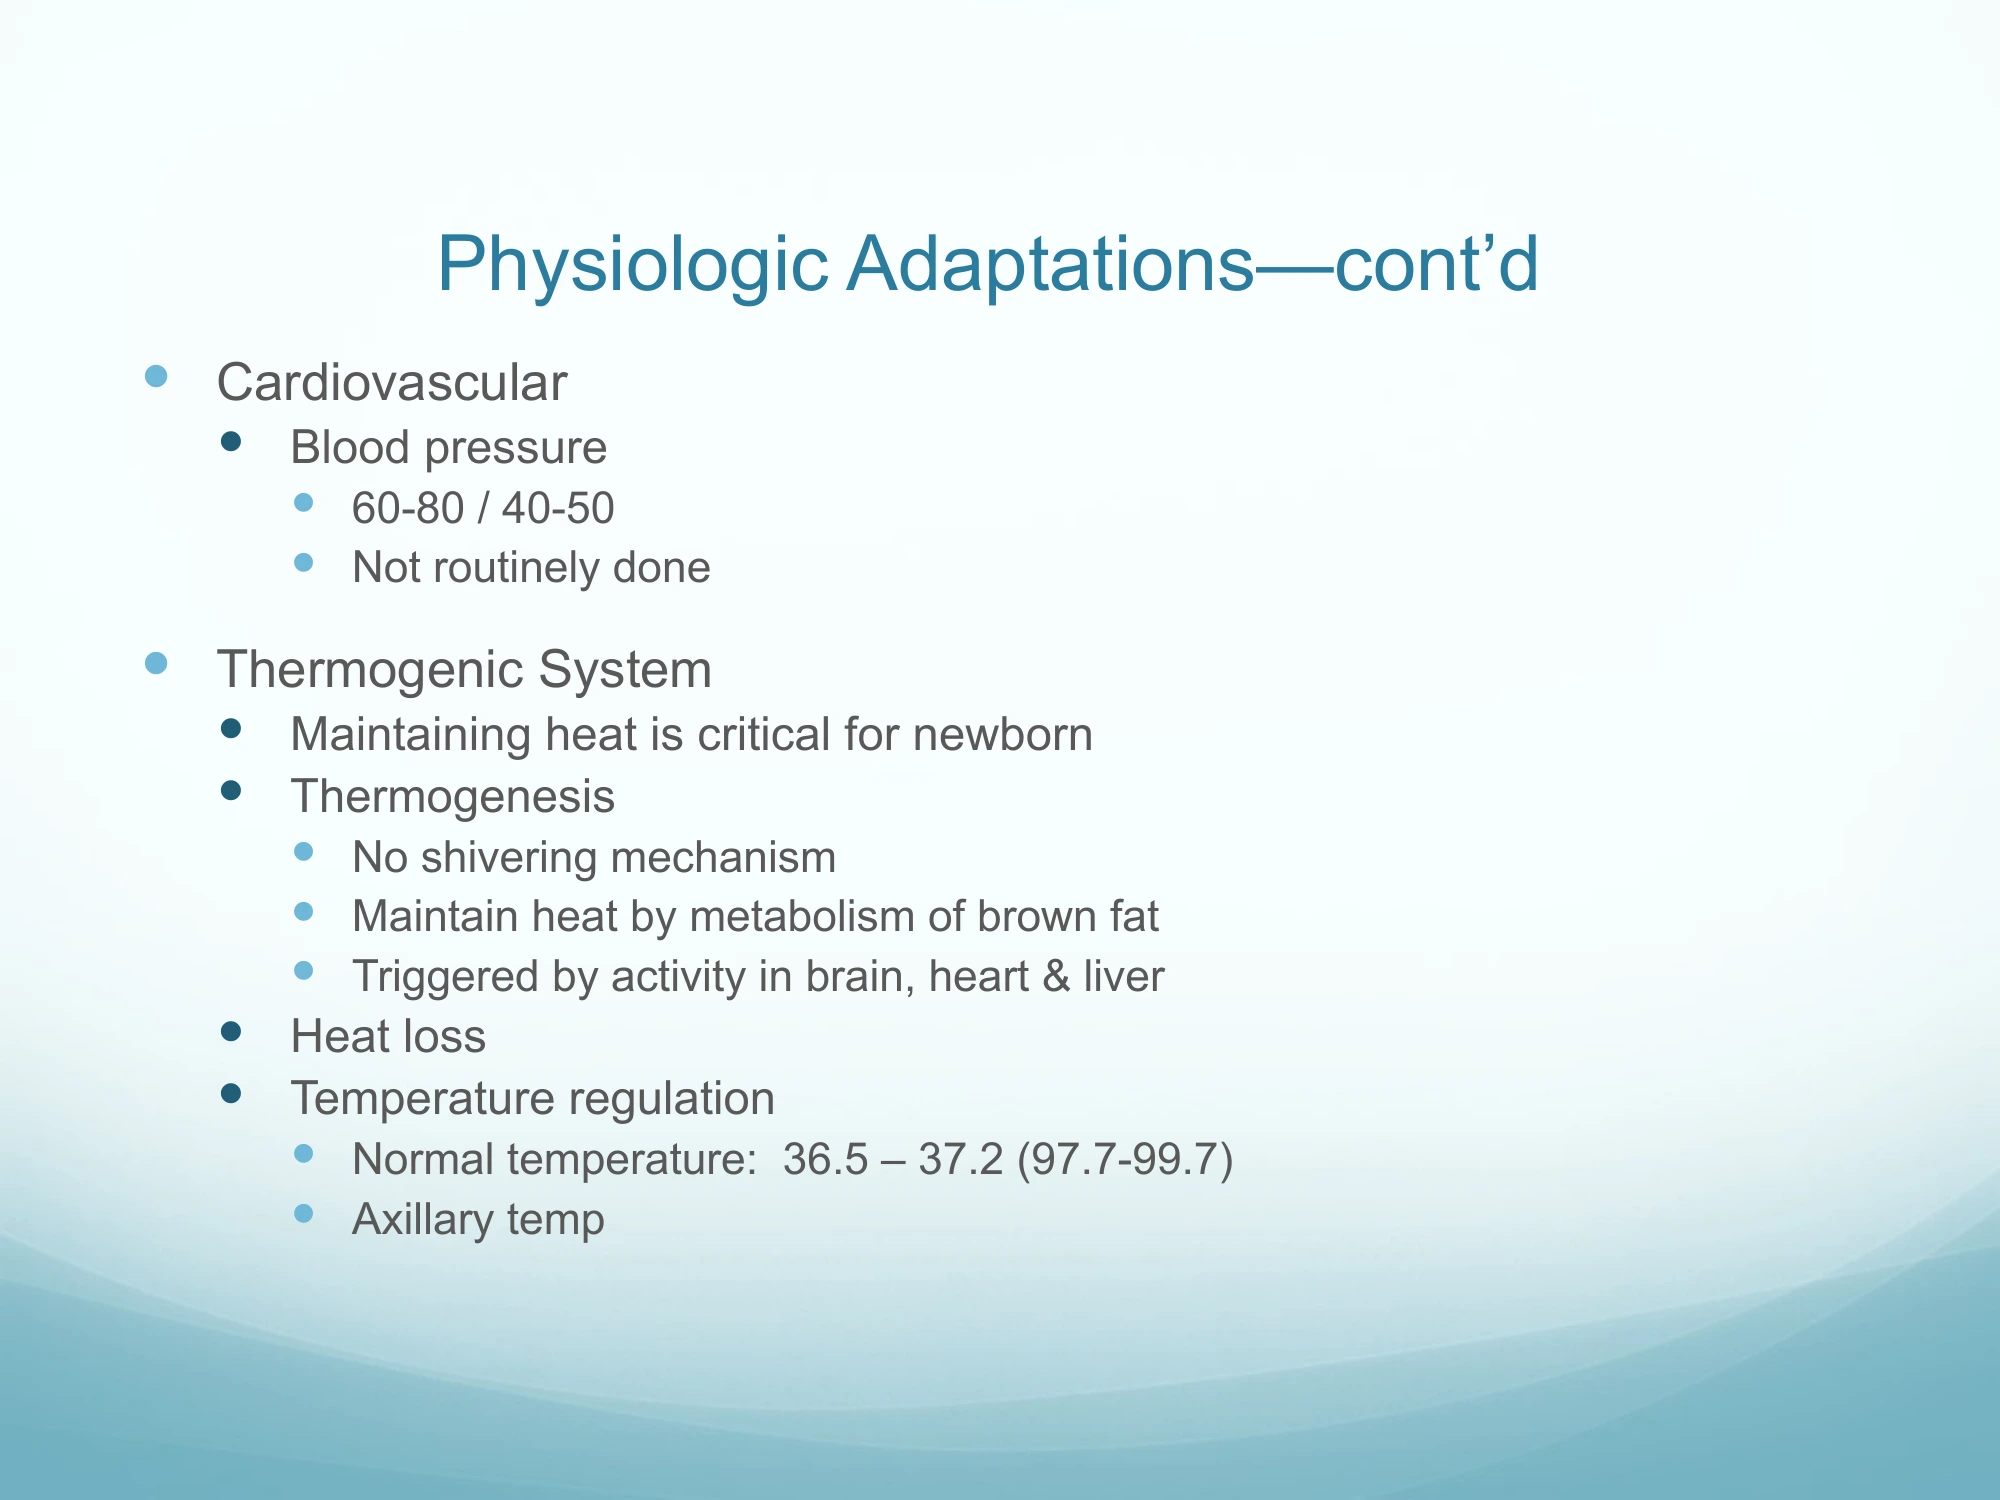 Physiologic Adaptations—cont’d
Cardiovascular
Blood pressure
60-80 / 40-50
Not routinely done
Thermogenic System
Maintaining heat is critical for newborn
Thermogenesis
No shivering mechanism
Maintain heat by metabolism of brown fat
Triggered by activity in brain, heart & liver
Heat loss
Temperature regulation
Normal temperature:  36.5 – 37.2 (97.7-99.7)
Axillary temp